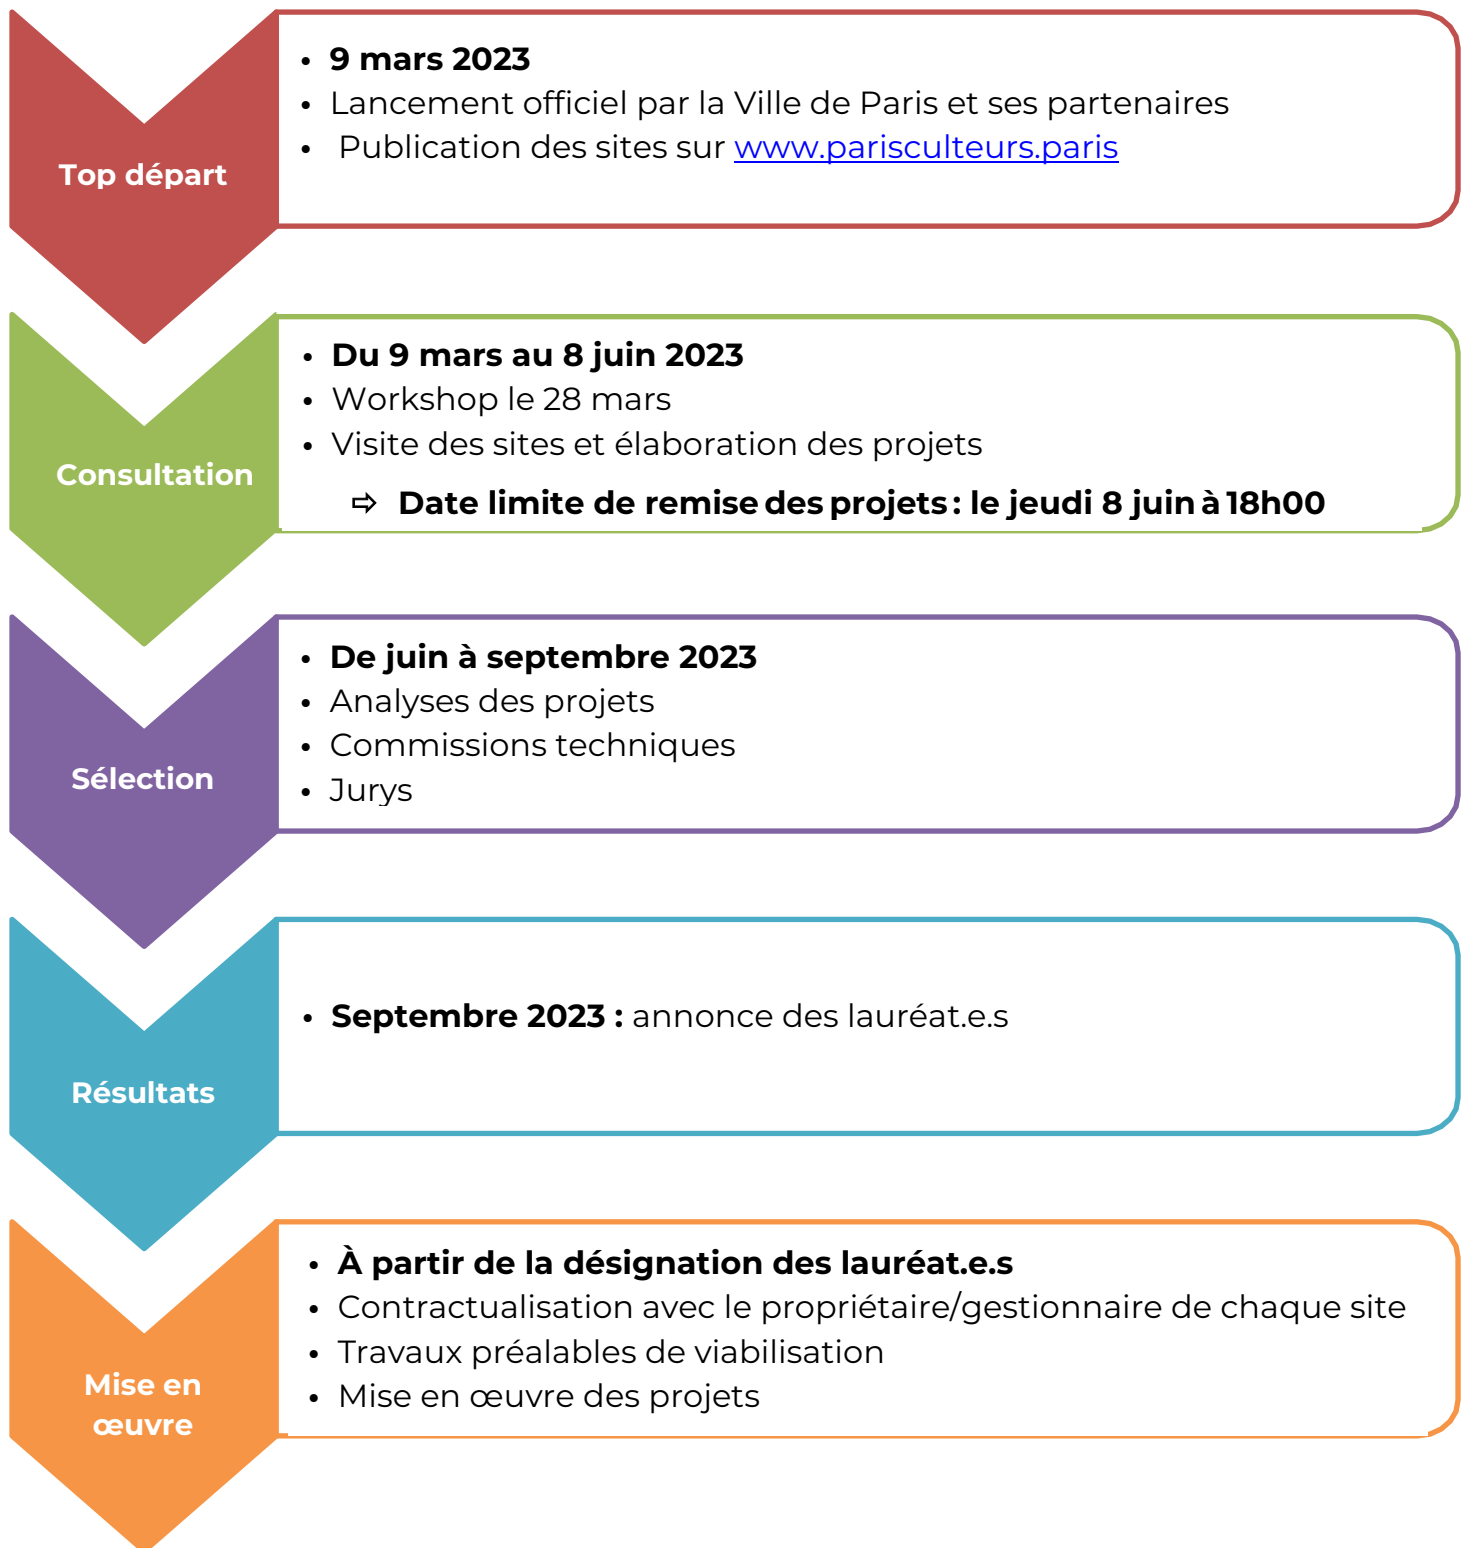 Top départ
• 9 mars 2023
• Lancement officiel par la Ville de Paris et ses partenaires
• Publication des sites sur www.parisculteurs.paris
Consultation
• Du 9 mars au 8 juin 2023
• Workshop le 28 mars
• Visite des sites et élaboration des projets
⇨ Date limite de remise des projets : le jeudi 8 juin à 18h00
Sélection
• De juin à septembre 2023
• Analyses des projets
• Commissions techniques
• Jurys
Résultats
• Septembre 2023 : annonce des lauréat.e.s
Mise en
œuvre
• À partir de la désignation des lauréat.e.s
• Contractualisation avec le propriétaire/gestionnaire de chaque site
• Travaux préalables de viabilisation
• Mise en œuvre des projets